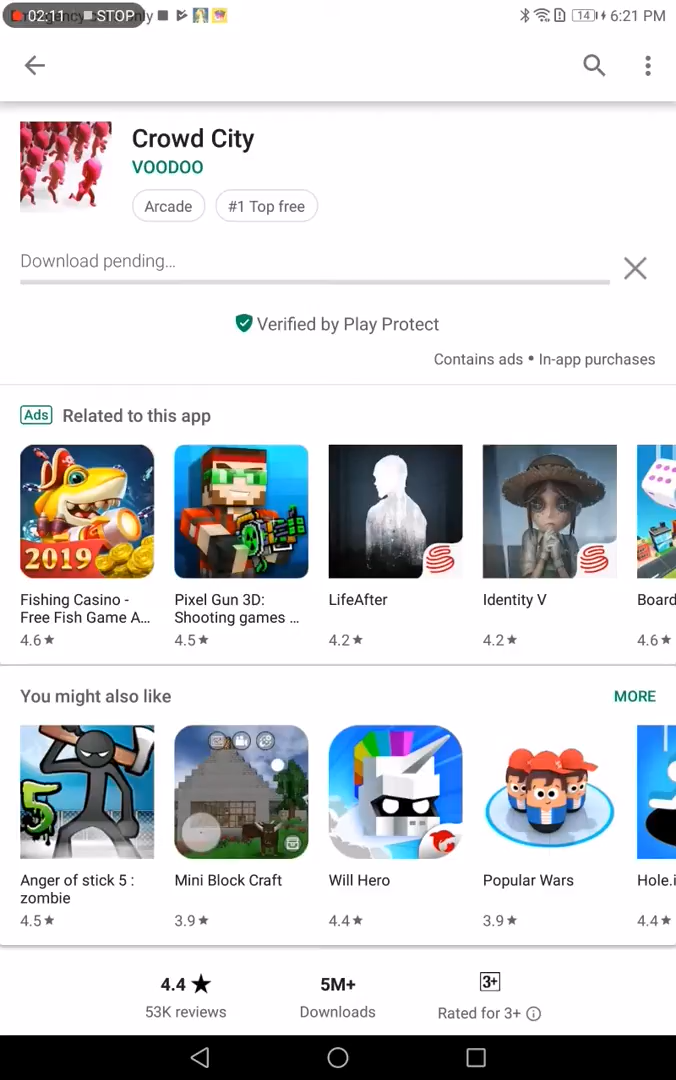 02:11 STOP only 14 6:21 PM
Crowd City
VOODOO
Arcade #1 Top free
Download pending...
Verified by Play Protect
Contains ads • In-app purchases
Ads Related to this app
2019
Fishing Casino -
Free Fish Game A...
4.6★
Pixel Gun 3D:
Shooting games ...
4.5★
LifeAfter
4.2★
Identity V
4.2★
Board
4.6★
You might also like MORE
5
Anger of stick 5 :
zombie
4.5★
Mini Block Craft
3.9★
Will Hero
4.4★
Popular Wars
3.9★
Hole.i
4.4★
4.4★ 5M+ 3+
53K reviews Downloads Rated for 3+